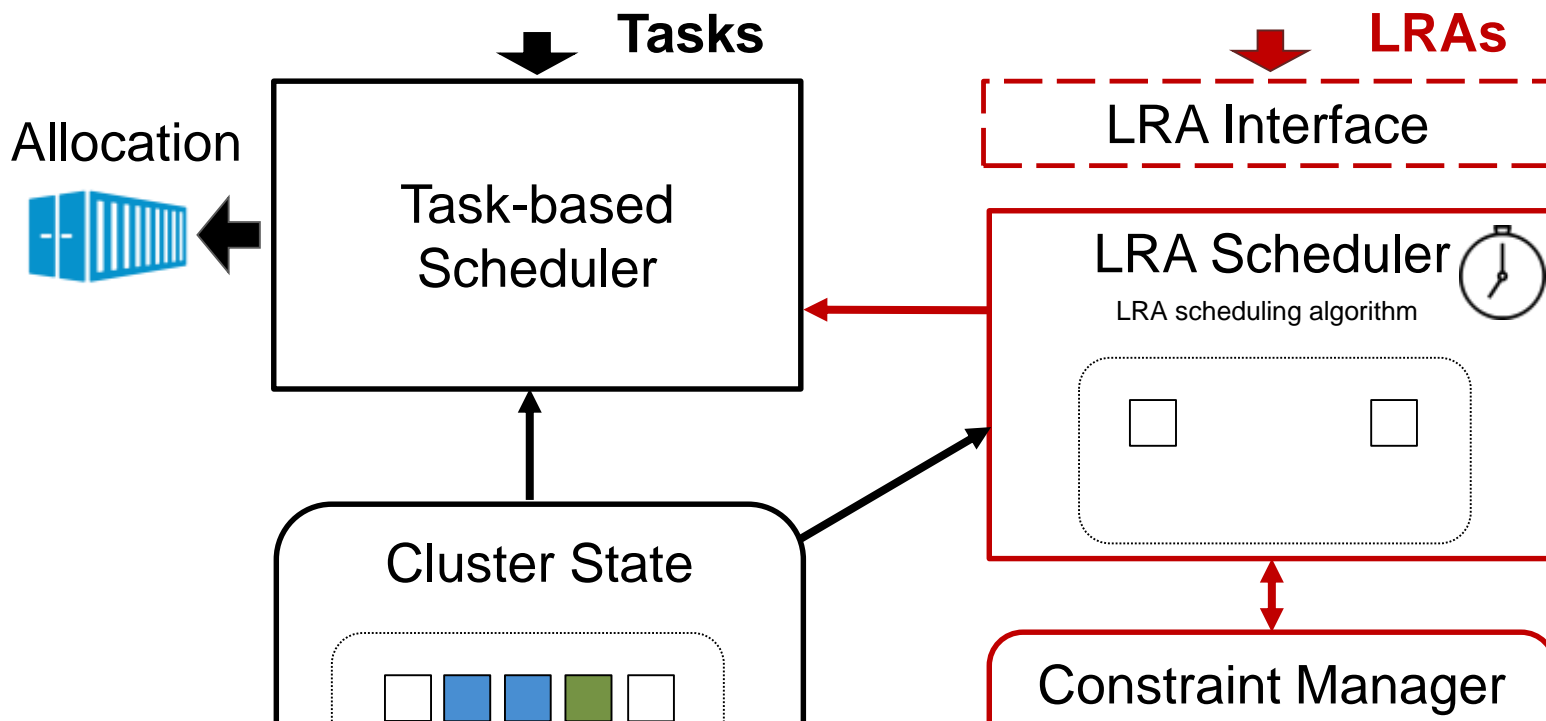 Tasks
LRAs
LRA Interface
Allocation
Task-based
Scheduler
LRA Scheduler
LRA scheduling algorithm
Cluster State
Constraint Manager